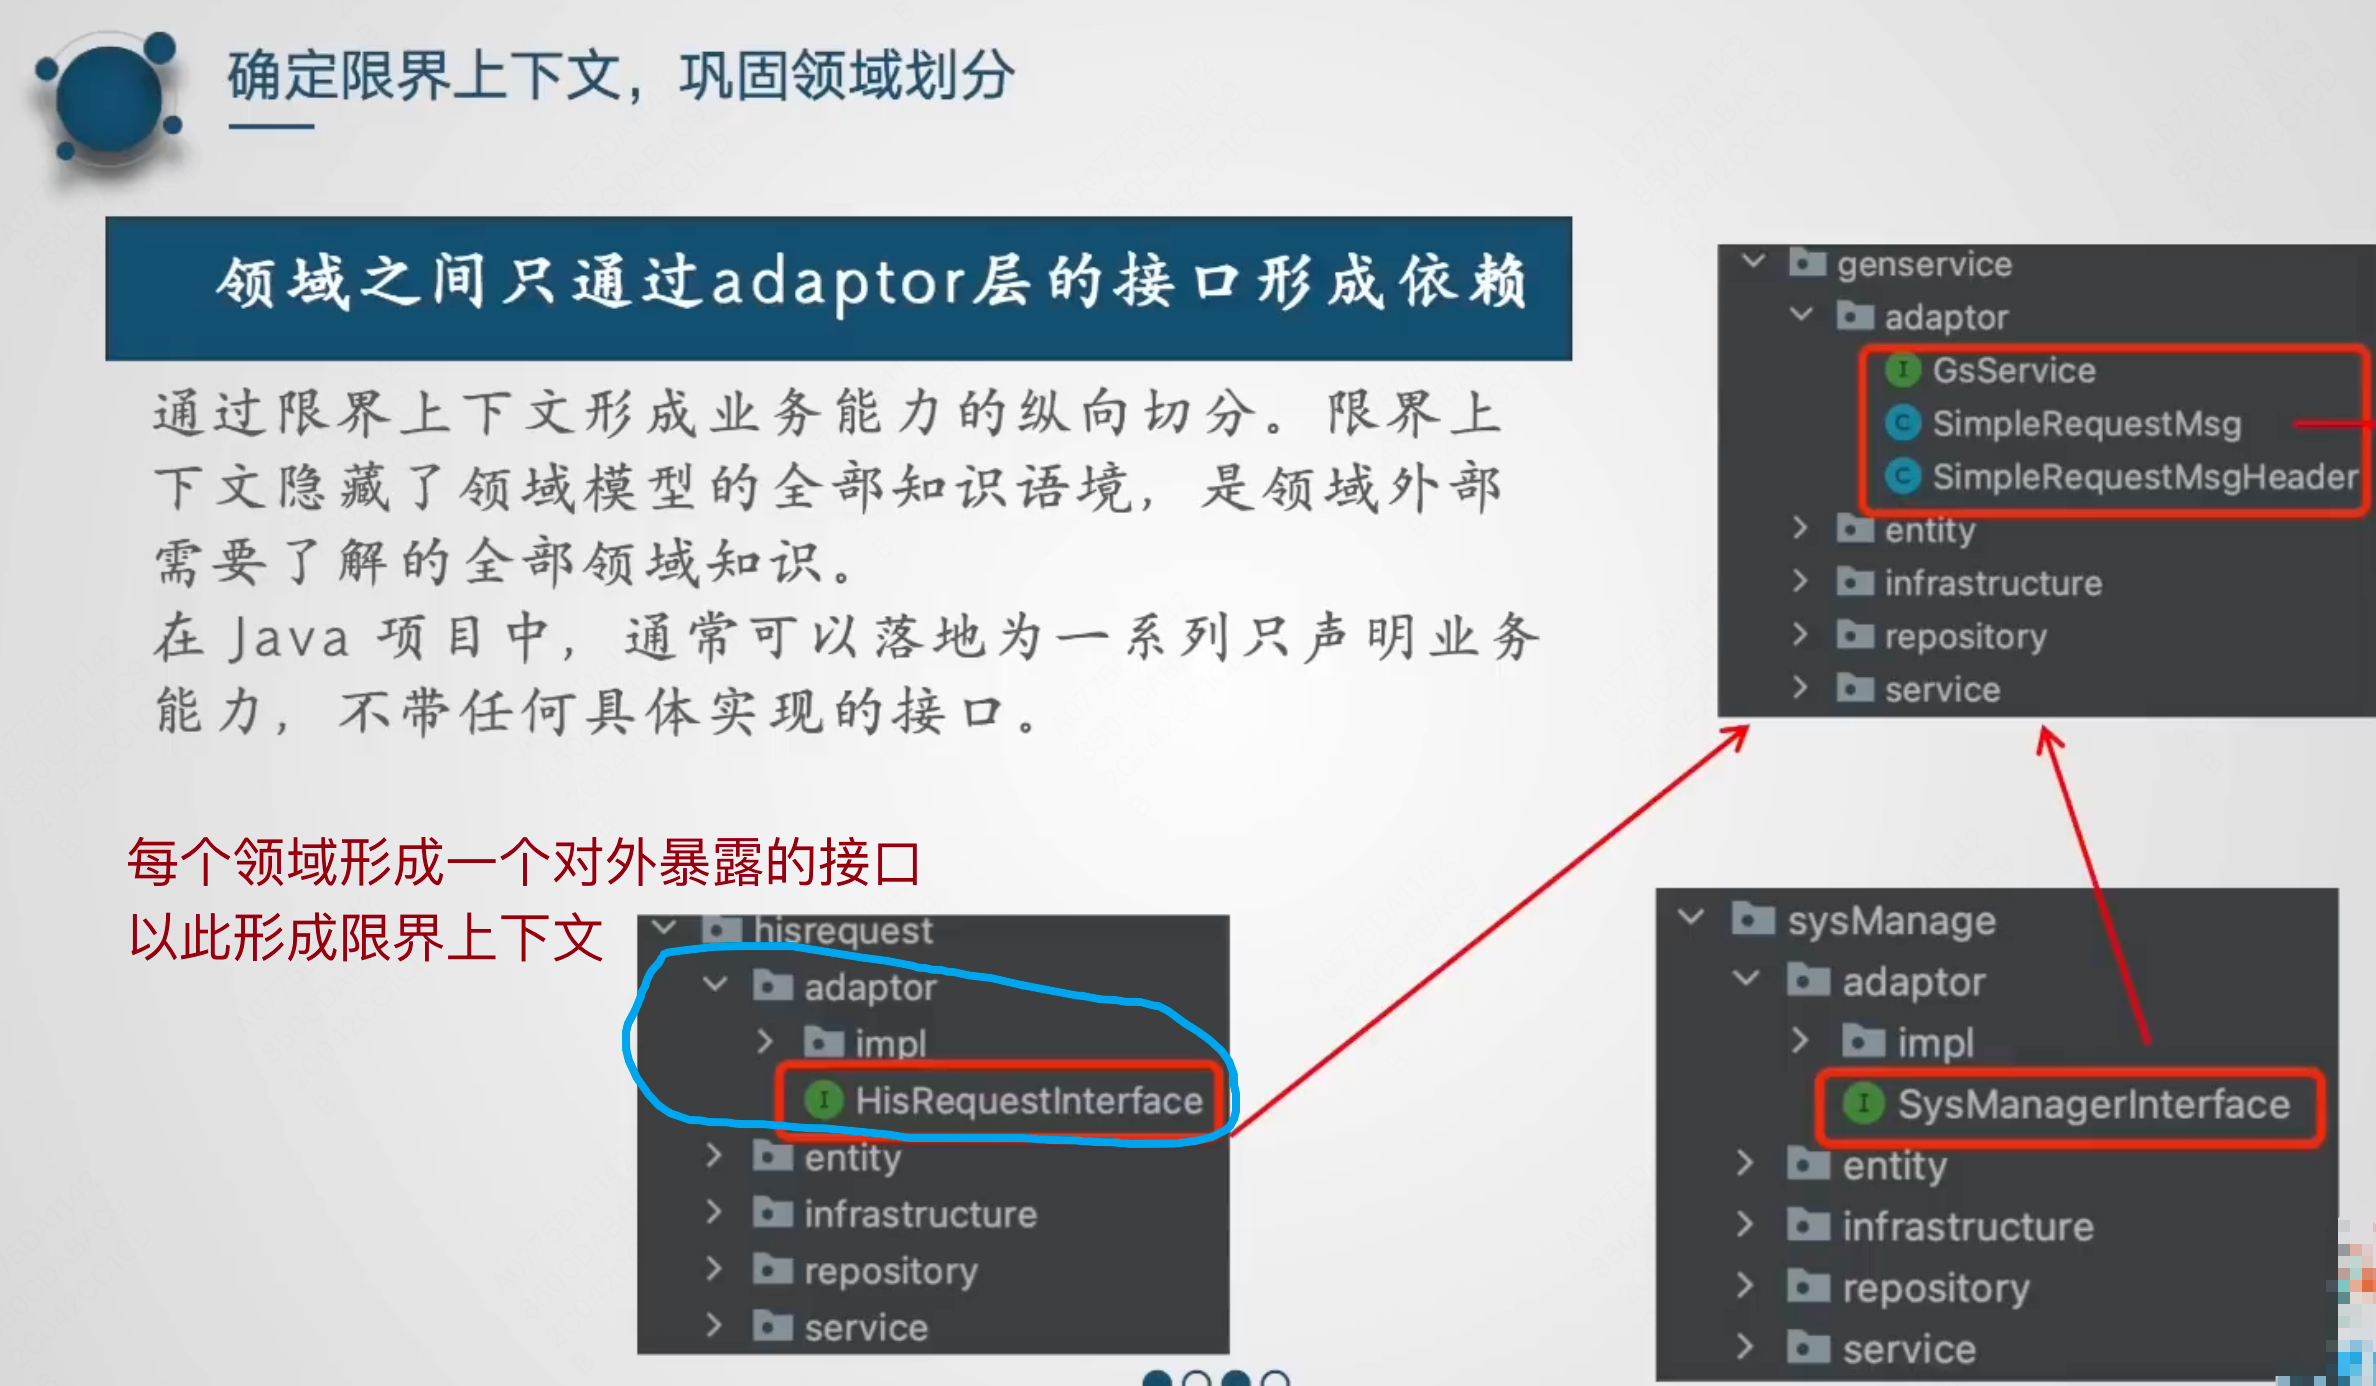 确定限界上下文，巩固领域划分
领域之间只通过adaptor层的接口形成依赖
通过限界上下文形成业务能力的纵向切分。限界上
下文隐藏了领域模型的全部知识语境，是领域外部
需要了解的全部领域知识。
在 Java 项目中，通常可以落地为一系列只声明业务
能力，不带任何具体实现的接口。
每个领域形成一个对外暴露的接口
以此形成限界上下文
genservice
adaptor
I GsService
C SimpleRequestMsg
C SimpleRequestMsgHeader
entity
infrastructure
repository
service
hisrequest
adaptor
impl
I HisRequestInterface
entity
infrastructure
repository
service
sysManage
adaptor
impl
I SysManagerInterface
entity
infrastructure
repository
service